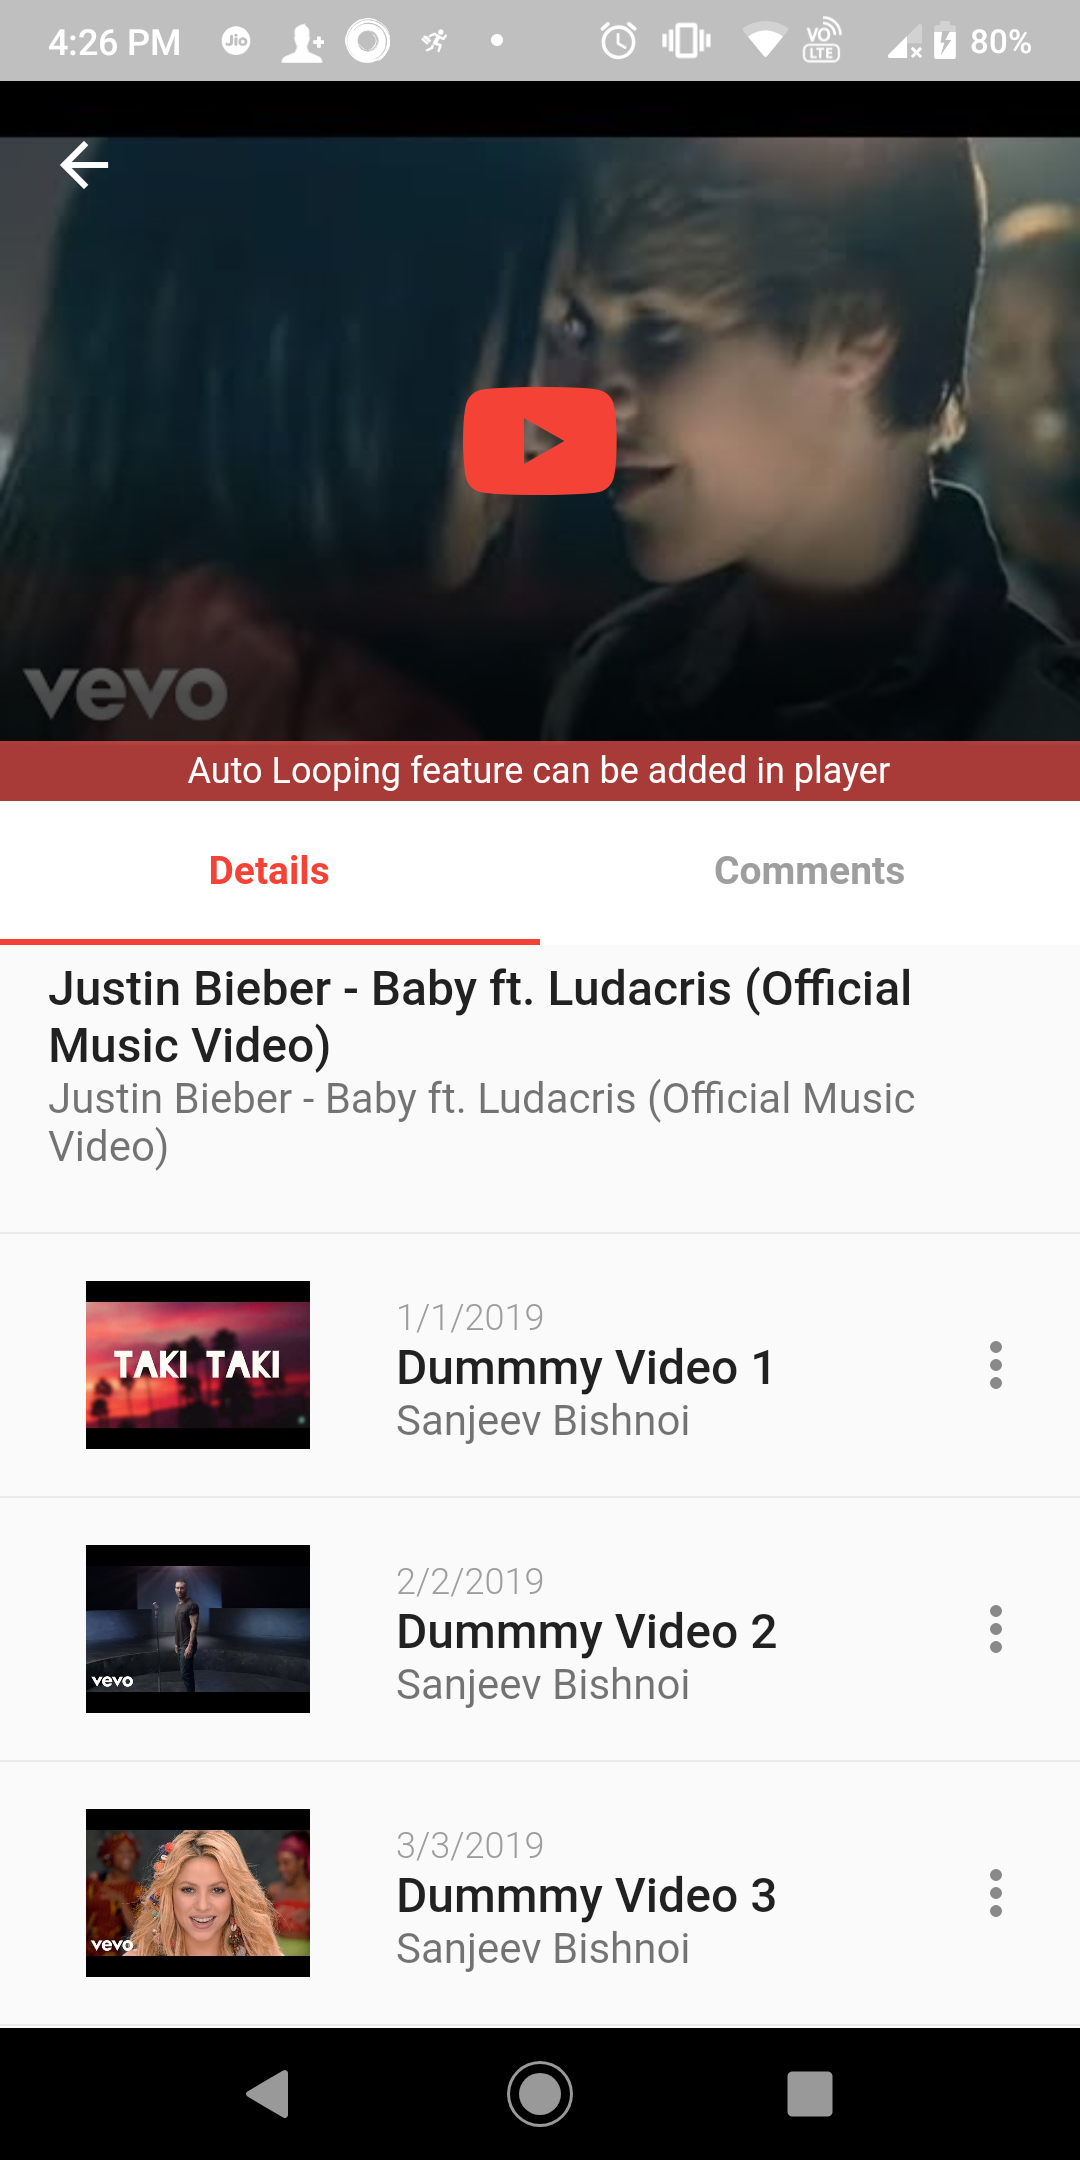 4:26 PM
Jio
VO
LTE
80%
vevo
Auto Looping feature can be added in player
Details
Comments
Justin Bieber - Baby ft. Ludacris (Official
Music Video)
Justin Bieber - Baby ft. Ludacris (Official Music
Video)
TAKI TAKI
1/1/2019
Dummmy Video 1
Sanjeev Bishnoi
vevo
2/2/2019
Dummmy Video 2
Sanjeev Bishnoi
vevo
3/3/2019
Dummmy Video 3
Sanjeev Bishnoi